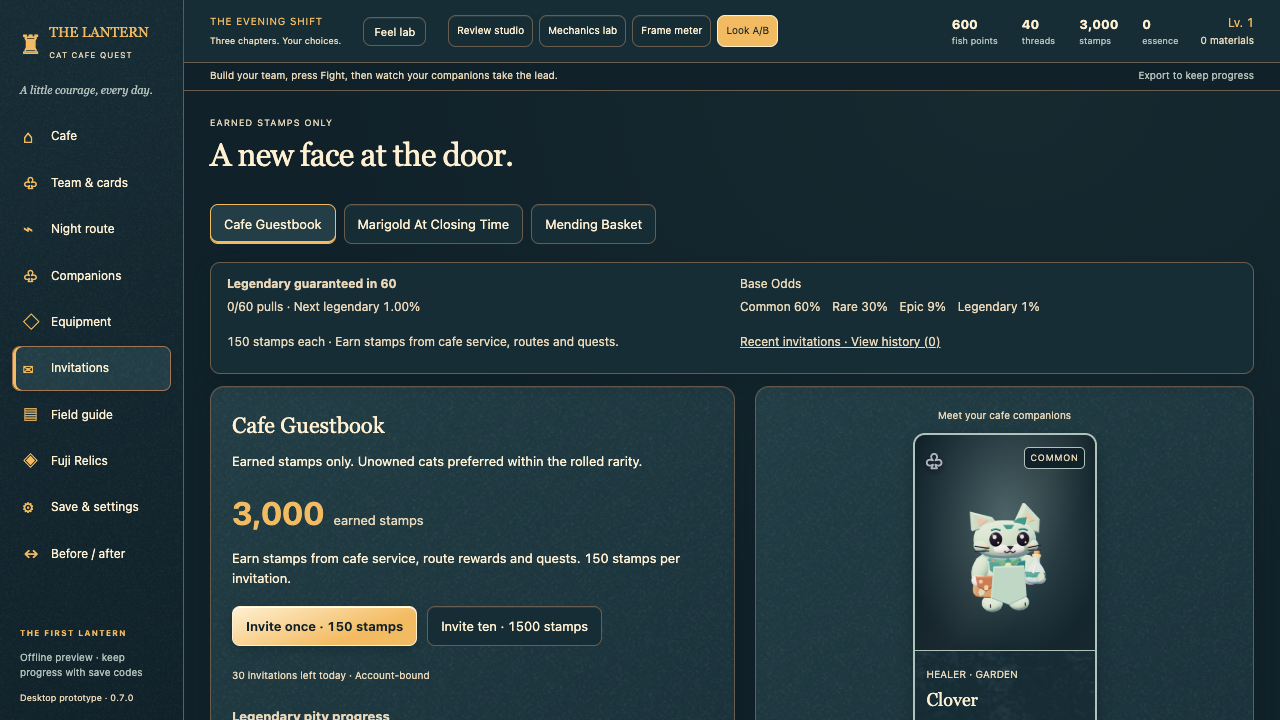 THE LANTERN
CAT CAFE QUEST
A little courage, every day.
Cafe
Team & cards
Night route
Companions
Equipment
Invitations
Field guide
Fuji Relics
Save & settings
Before / after
THE FIRST LANTERN
Offline preview · keep
progress with save codes
Desktop prototype · 0.7.0
THE EVENING SHIFT
Three chapters. Your choices.
Feel lab
Review studio
Mechanics lab
Frame meter
Look A/B
600
fish points
40
threads
3,000
stamps
0
essence
Lv. 1
0 materials
Build your team, press Fight, then watch your companions take the lead.
Export to keep progress
EARNED STAMPS ONLY
A new face at the door.
Cafe Guestbook
Marigold At Closing Time
Mending Basket
Legendary guaranteed in 60
0/60 pulls · Next legendary 1.00%
150 stamps each · Earn stamps from cafe service, routes and quests.
Base Odds
Common 60% Rare 30% Epic 9% Legendary 1%
Recent invitations · View history (0)
Cafe Guestbook
Earned stamps only. Unowned cats preferred within the rolled rarity.
3,000 earned stamps
Earn stamps from cafe service, route rewards and quests. 150 stamps per
invitation.
Invite once · 150 stamps
Invite ten · 1500 stamps
30 invitations left today · Account-bound
Legendary pity progress
Meet your cafe companions
COMMON
HEALER · GARDEN
Clover